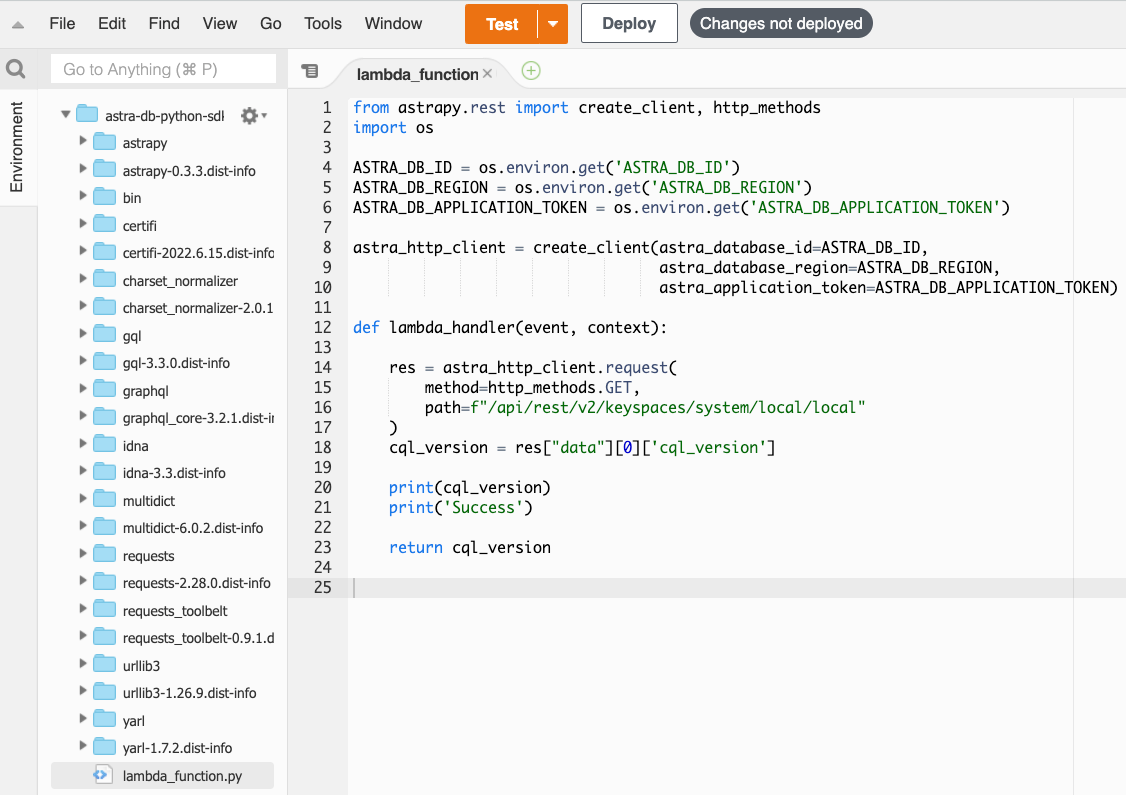 File Edit Find View Go Tools Window Test Deploy Changes not deployed
Go to Anything (⌘ P)
lambda_function
Environment
astra-db-python-sdl
astrapy
astrapy-0.3.3.dist-info
bin
certifi
certifi-2022.6.15.dist-info
charset_normalizer
charset_normalizer-2.0.1
gql
gql-3.3.0.dist-info
graphql
graphql_core-3.2.1.dist-ir
idna
idna-3.3.dist-info
multidict
multidict-6.0.2.dist-info
requests
requests-2.28.0.dist-info
requests_toolbelt
requests_toolbelt-0.9.1.d
urllib3
urllib3-1.26.9.dist-info
yarl
yarl-1.7.2.dist-info
lambda_function.py
1 from astrapy.rest import create_client, http_methods
2 import os
3
4 ASTRA_DB_ID = os.environ.get('ASTRA_DB_ID')
5 ASTRA_DB_REGION = os.environ.get('ASTRA_DB_REGION')
6 ASTRA_DB_APPLICATION_TOKEN = os.environ.get('ASTRA_DB_APPLICATION_TOKEN')
7
8 astra_http_client = create_client(astra_database_id=ASTRA_DB_ID,
9 astra_database_region=ASTRA_DB_REGION,
10 astra_application_token=ASTRA_DB_APPLICATION_TOKEN)
11
12 def lambda_handler(event, context):
13
14 res = astra_http_client.request(
15 method=http_methods.GET,
16 path=f"/api/rest/v2/keyspaces/system/local/local"
17 )
18 cql_version = res["data"][0]['cql_version']
19
20 print(cql_version)
21 print('Success')
22
23 return cql_version
24
25